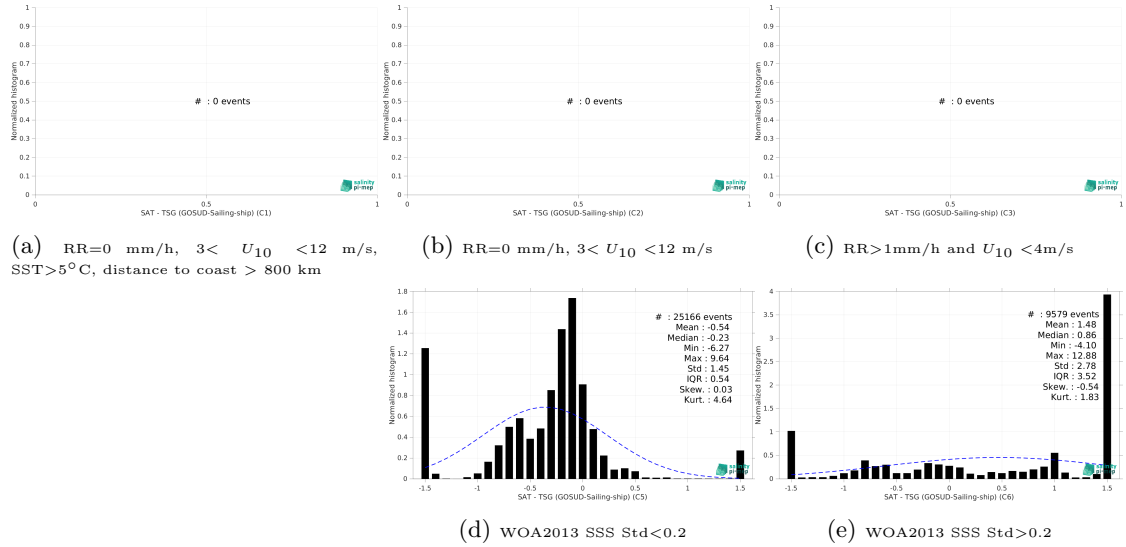 1
0.9
0.8
0.7
0.6
0.5
0.4
0.3
0.2
0.1
0
Normalized histogram
# : 0 events
salinity
pi-mep
0 0.5 1
SAT - TSG (GOSUD-Sailing-ship) (C1)
(a) RR=0 mm/h, 3< U10 <12 m/s,
SST>5°C, distance to coast > 800 km
1
0.9
0.8
0.7
0.6
0.5
0.4
0.3
0.2
0.1
0
Normalized histogram
# : 0 events
salinity
pi-mep
0 0.5 1
SAT - TSG (GOSUD-Sailing-ship) (C2)
(b) RR=0 mm/h, 3< U10 <12 m/s
1
0.9
0.8
0.7
0.6
0.5
0.4
0.3
0.2
0.1
0
Normalized histogram
# : 0 events
salinity
pi-mep
0 0.5 1
SAT - TSG (GOSUD-Sailing-ship) (C3)
(c) RR>1mm/h and U10 <4m/s
1.8
1.6
1.4
1.2
1
0.8
0.6
0.4
0.2
0
Normalized histogram
# : 25166 events
Mean : -0.54
Median : -0.23
Min : -6.27
Max : 9.64
Std : 1.45
IQR : 0.54
Skew. : 0.03
Kurt. : 4.64
salinity
pi-mep
-1.5 -1 -0.5 0 0.5 1 1.5
SAT - TSG (GOSUD-Sailing-ship) (C5)
(d) WOA2013 SSS Std<0.2
4
3.5
3
2.5
2
1.5
1
0.5
0
Normalized histogram
# : 9579 events
Mean : 1.48
Median : 0.86
Min : -4.10
Max : 12.88
Std : 2.78
IQR : 3.52
Skew. : -0.54
Kurt. : 1.83
salinity
pi-mep
-1.5 -1 -0.5 0 0.5 1 1.5
SAT - TSG (GOSUD-Sailing-ship) (C6)
(e) WOA2013 SSS Std>0.2